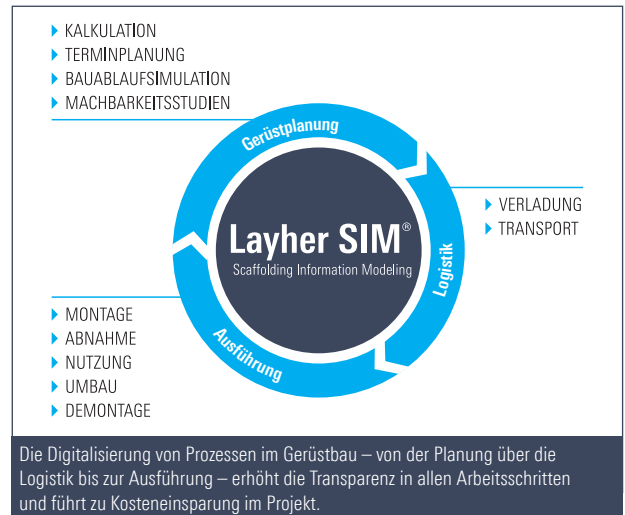 KALKULATION
TERMINPLANUNG
BAUABLAUFSIMULATION
MACHBARKEITSSTUDIEN
Gerüstplanung
VERLADUNG
TRANSPORT
Logistik
Layher SIM®
Scaffolding Information Modeling
MONTAGE
ABNAHME
NUTZUNG
UMBAU
DEMONTAGE
Ausführung
Die Digitalisierung von Prozessen im Gerüstbau – von der Planung über die
Logistik bis zur Ausführung – erhöht die Transparenz in allen Arbeitsschritten
und führt zu Kosteneinsparung im Projekt.